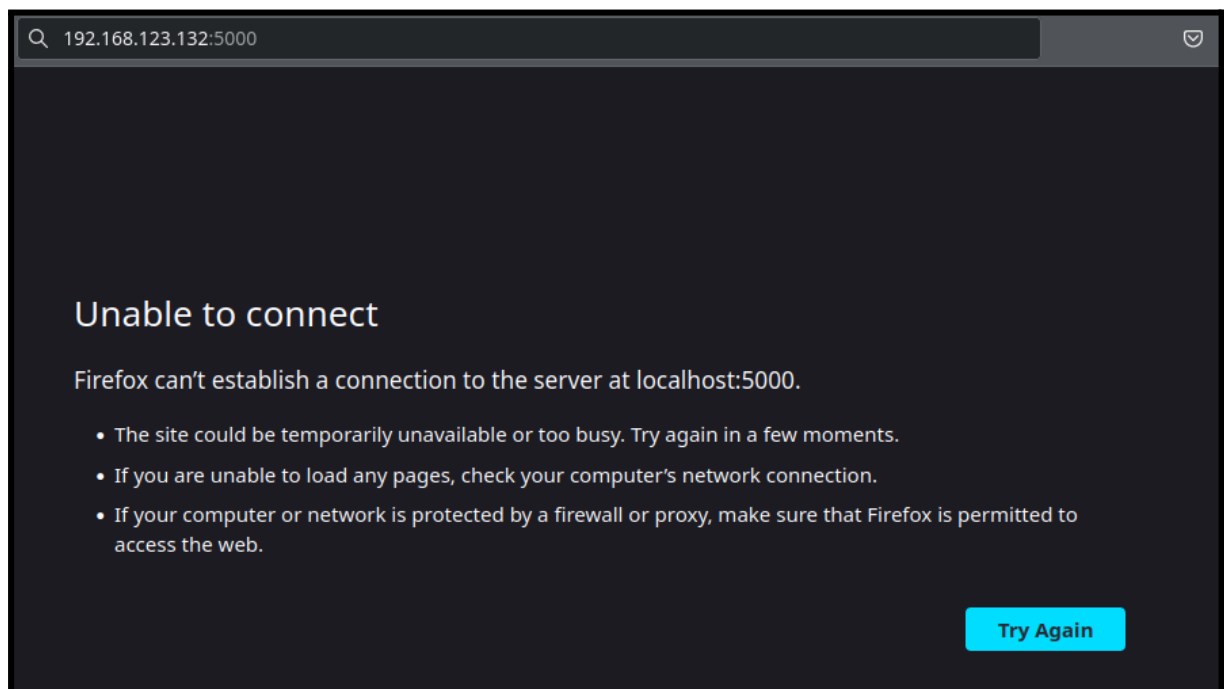 192.168.123.132:5000
Unable to connect
Firefox can’t establish a connection to the server at localhost:5000.
• The site could be temporarily unavailable or too busy. Try again in a few moments.
• If you are unable to load any pages, check your computer’s network connection.
• If your computer or network is protected by a firewall or proxy, make sure that Firefox is permitted to
access the web.
Try Again